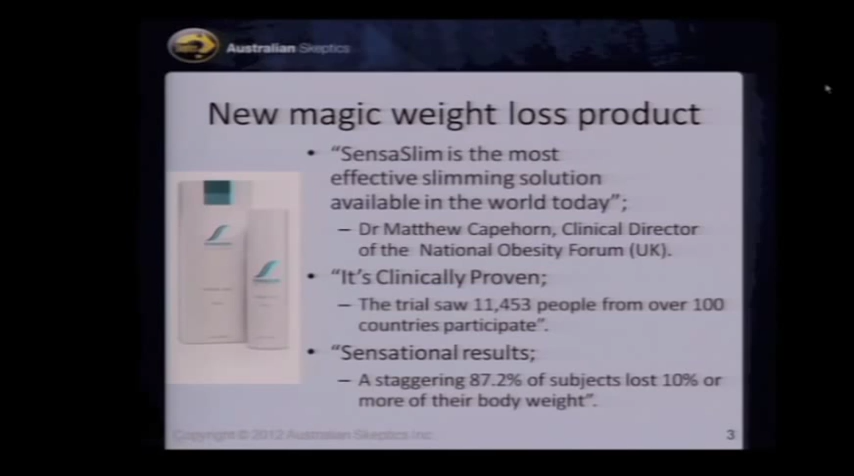 Australian Skeptics
New magic weight loss product
• “SensaSlim is the most
effective slimming solution
available in the world today”;
– Dr Matthew Capehorn, Clinical Director
of the National Obesity Forum (UK).
• “It’s Clinically Proven;
– The trial saw 11,453 people from over 100
countries participate”.
• “Sensational results;
– A staggering 87.2% of subjects lost 10% or
more of their body weight”.
Copyright © 2012 Australian Skeptics Inc
3